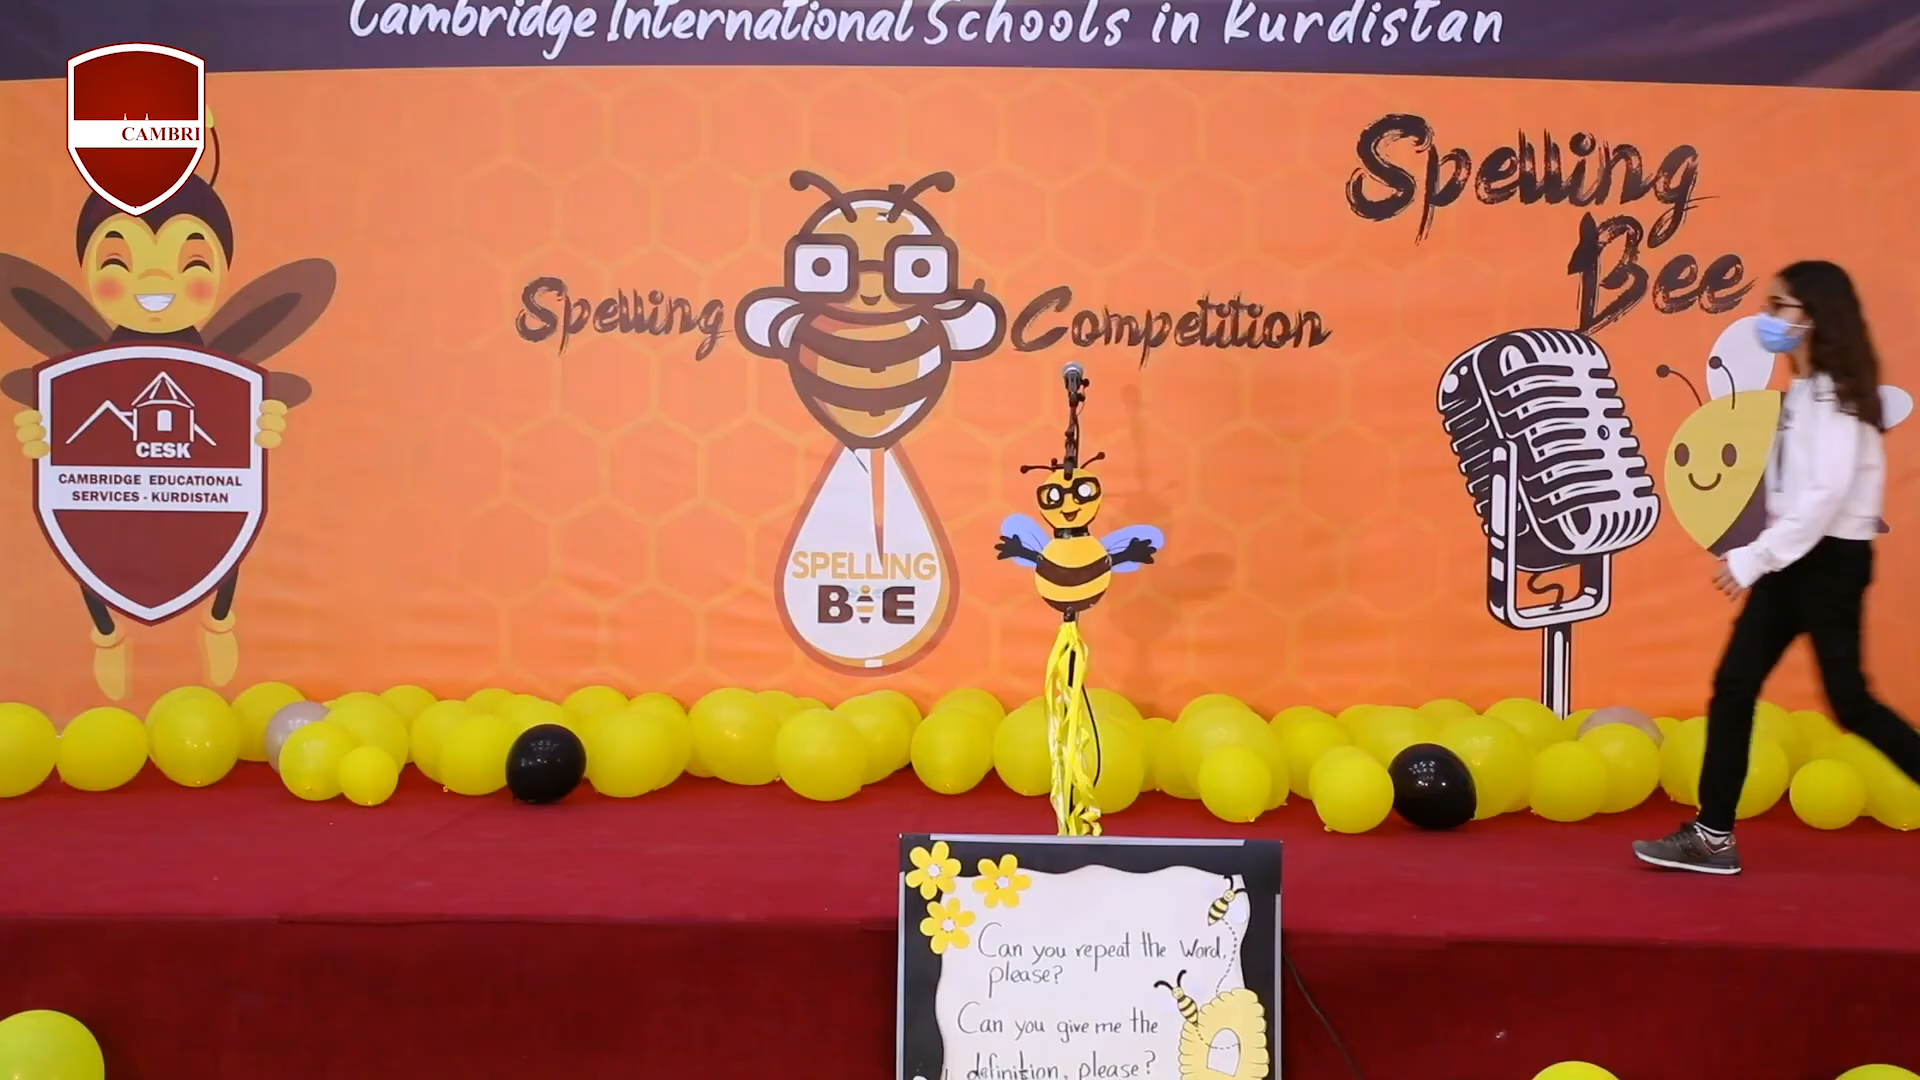 Cambridge International Schools in Kurdistan
CAMBRI
Spelling
Bee
Spelling Competition
CESK
CAMBRIDGE EDUCATIONAL
SERVICES - KURDISTAN
SPELLING
BEE
Can you repeat the word,
please?
Can you give me the
definition, please?